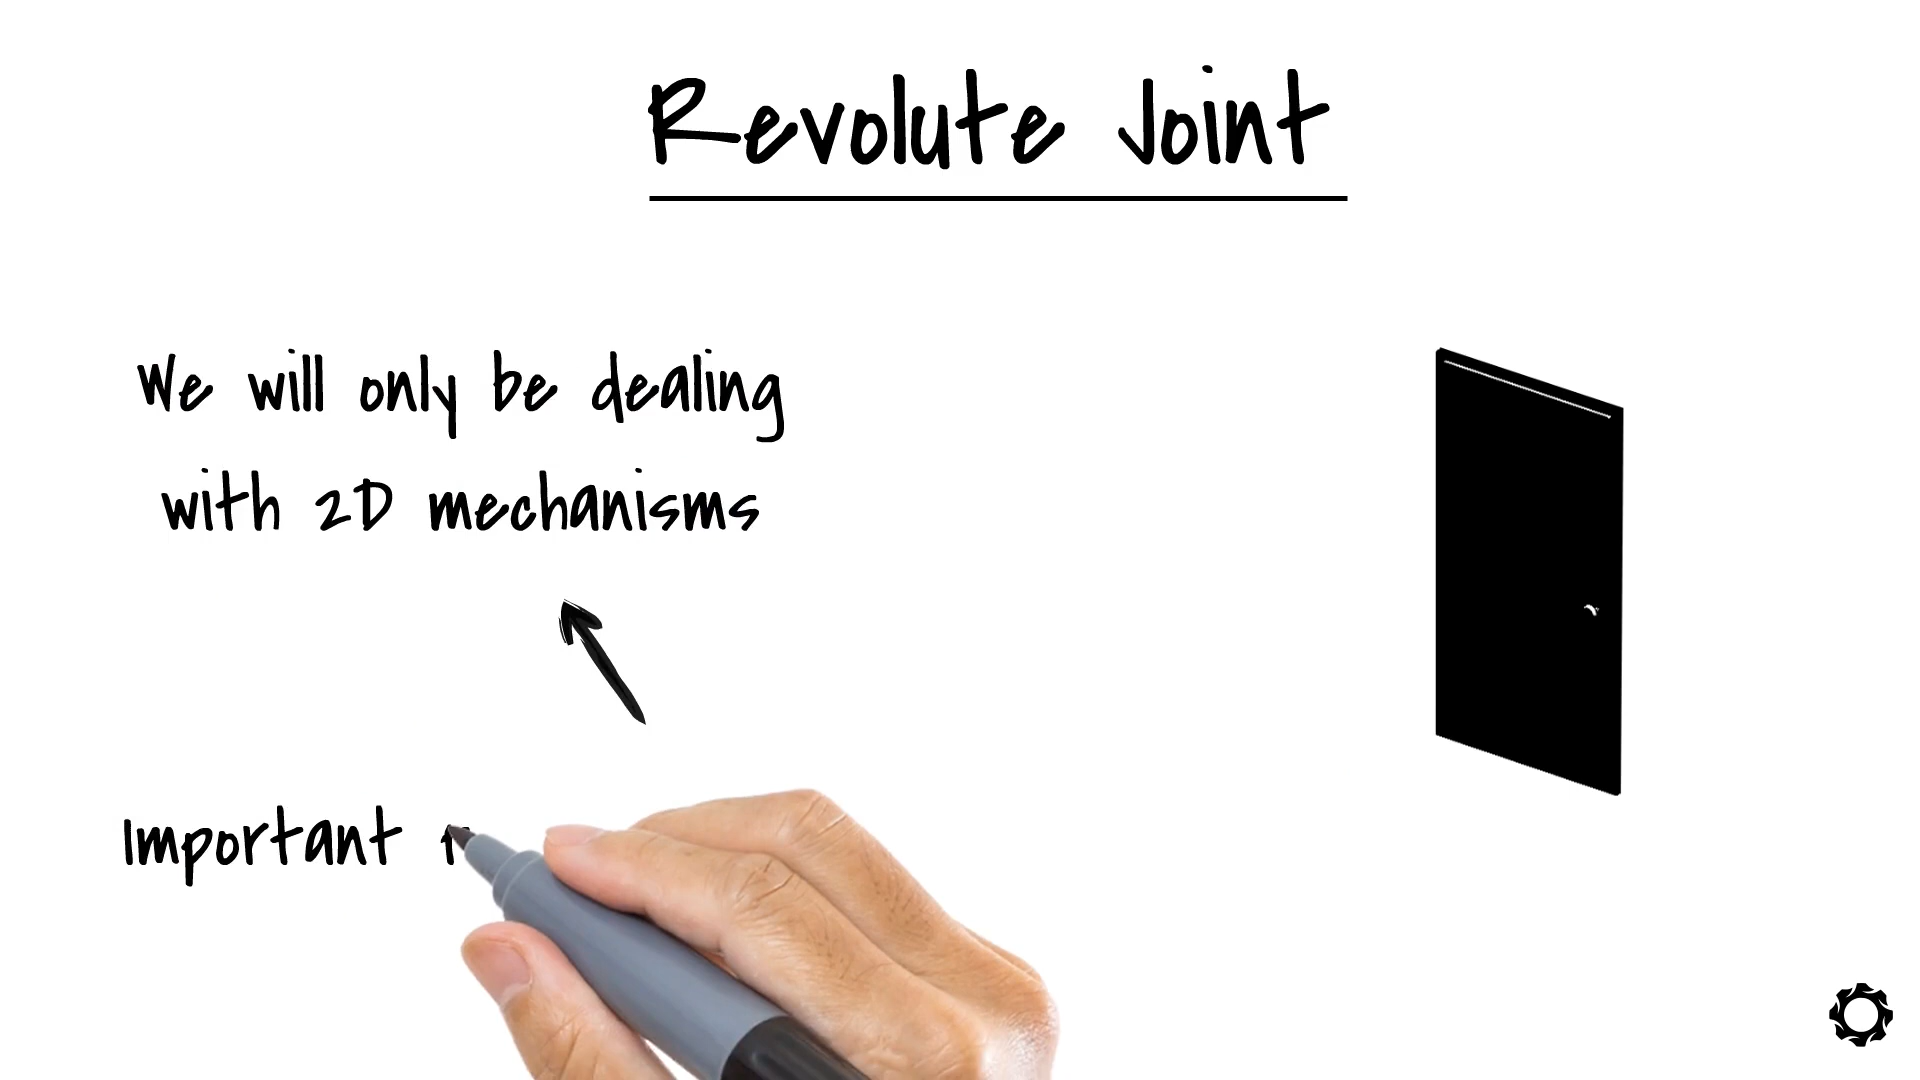 Revolute Joint
We will only be dealing
with 2D mechanisms
Important